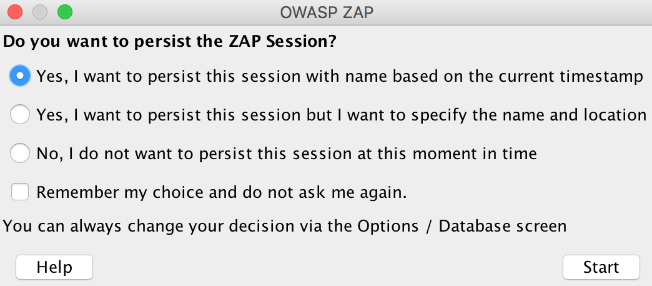 OWASP ZAP
Do you want to persist the ZAP Session?
Yes, I want to persist this session with name based on the current timestamp
Yes, I want to persist this session but I want to specify the name and location
No, I do not want to persist this session at this moment in time
Remember my choice and do not ask me again.
You can always change your decision via the Options / Database screen
Help
Start